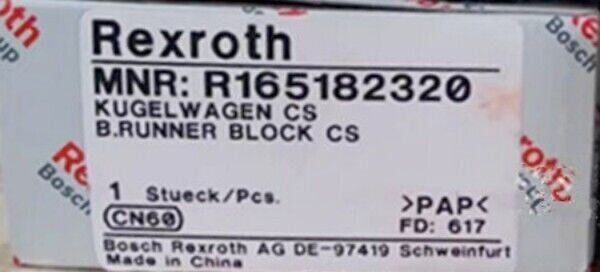 Rexroth
MNR: R165182320
KUGELWAGEN CS
B.RUNNER BLOCK CS
1 Stueck/Pcs.
>PAP<
CN60
FD: 617
Bosch Rexroth AG DE-97419 Schweinfurt
Made in China
Bosch